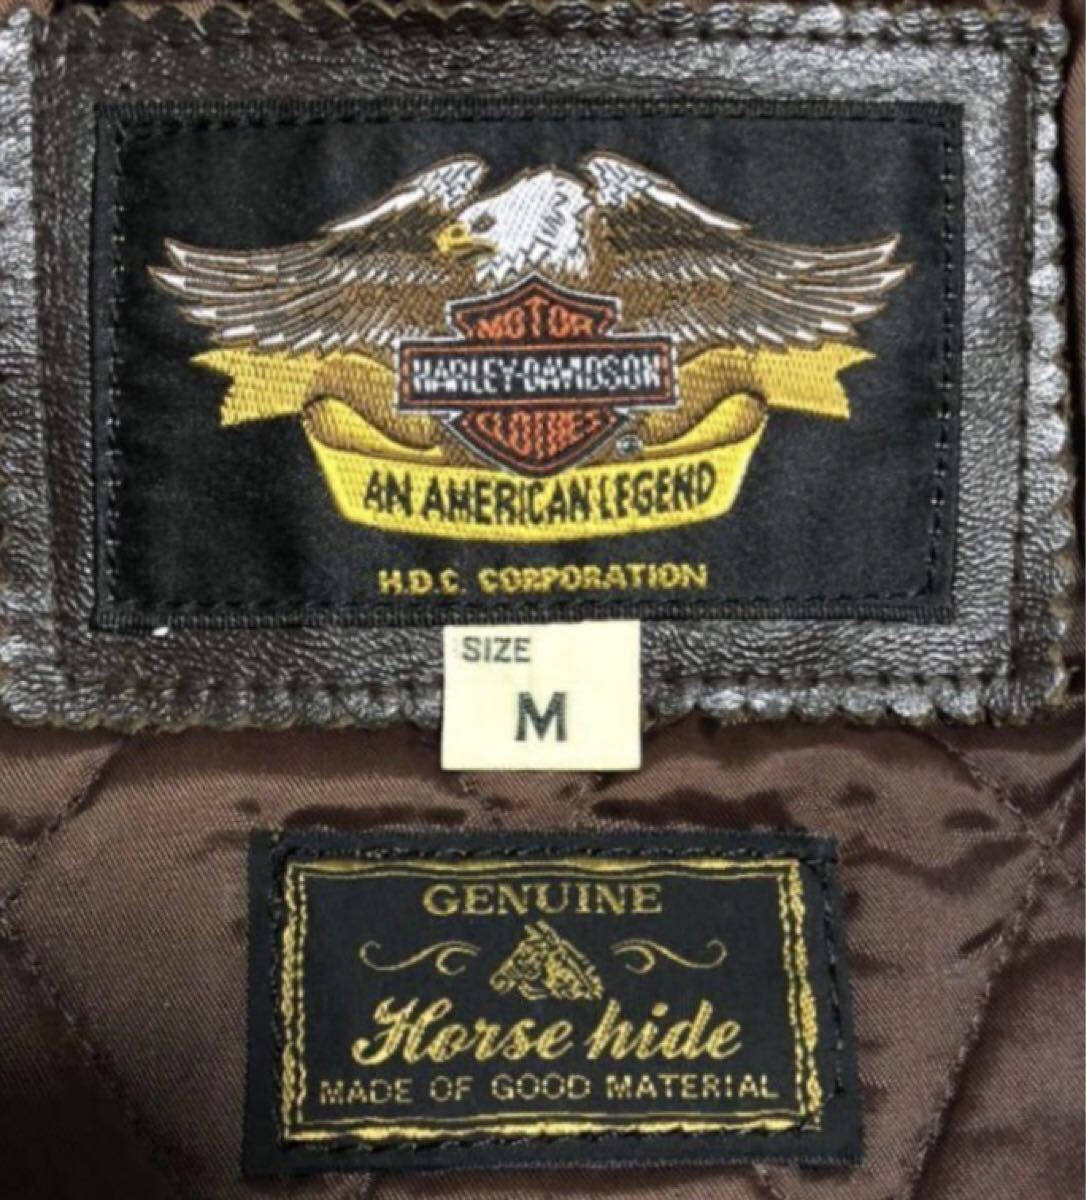 MOTOR
HARLEY-DAVIDSON
CLOTHES
®
AN AMERICAN LEGEND
H.D.C. CORPORATION
SIZE
M
GENUINE
Horse hide
MADE OF GOOD MATERIAL